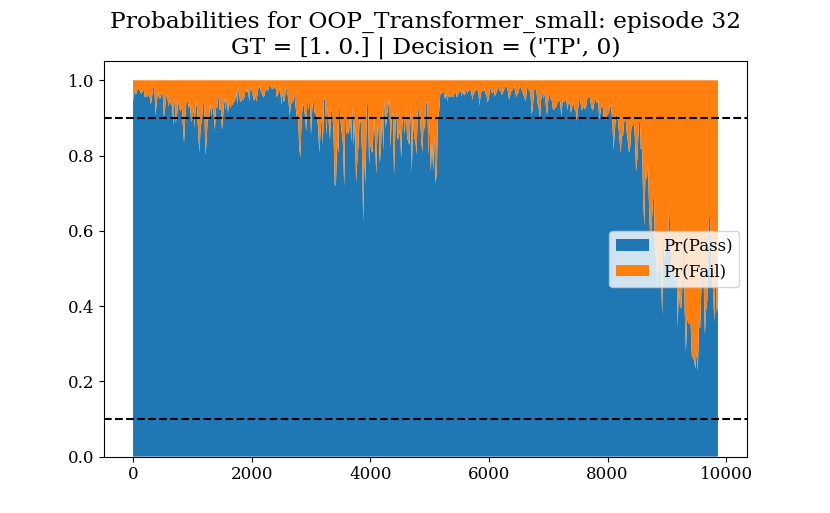 Probabilities for OOP_Transformer_small: episode 32
GT = [1. 0.] | Decision = ('TP', 0)
1.0
0.8
0.6
0.4
0.2
0.0
Pr(Pass)
Pr(Fail)
0 2000 4000 6000 8000 10000